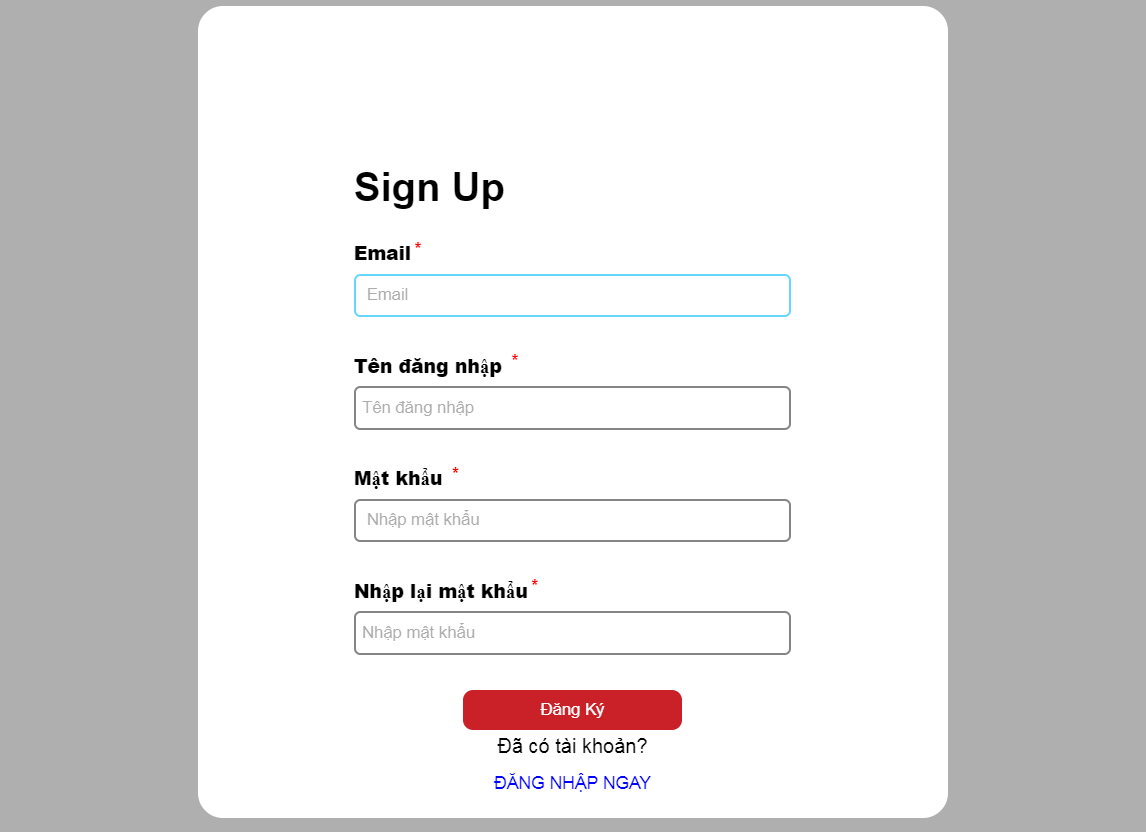 Sign Up
Email*
Email
Tên đăng nhập *
Tên đăng nhập
Mật khẩu *
Nhập mật khẩu
Nhập lại mật khẩu*
Nhập mật khẩu
Đăng Ký
Đã có tài khoản?
ĐĂNG NHẬP NGAY